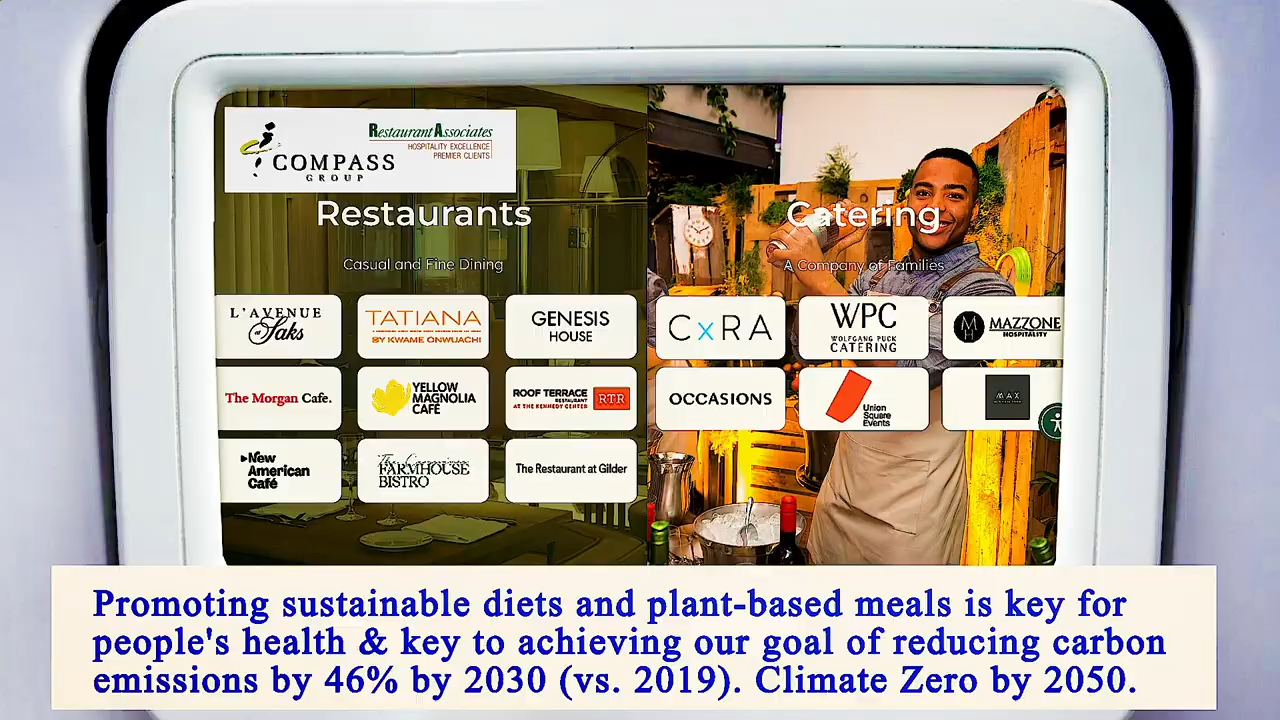 COMPASS
GROUP
Restaurant Associates
HOSPITALITY EXCELLENCE
PREMIER CLIENTS
Restaurants
Casual and Fine Dining
L'AVENUE
at Saks
TATIANA
BY KWAME ONWUACHI
GENESIS
HOUSE
The Morgan Cafe.
YELLOW
MAGNOLIA
CAFÉ
ROOF TERRACE
RESTAURANT
AT THE KENNEDY CENTER
RTR
New
American
Café
FARMHOUSE
BISTRO
The Restaurant at Gilder
Catering
A Company of Families
CxRA
WPC
WOLFGANG PUCK
CATERING
MH
MAZZONE
HOSPITALITY
OCCASIONS
Union
Square
Events
MAX
Promoting sustainable diets and plant-based meals is key for
people's health & key to achieving our goal of reducing carbon
emissions by 46% by 2030 (vs. 2019). Climate Zero by 2050.